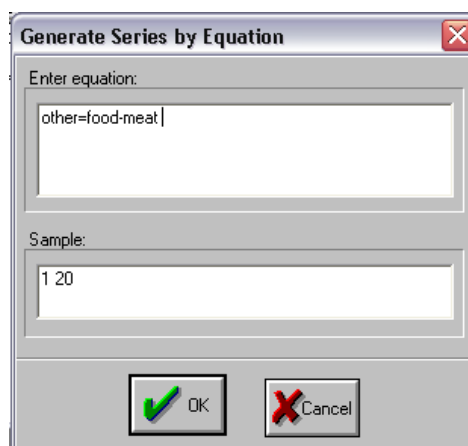 Generate Series by Equation
Enter equation:
other=food-meat
Sample:
1 20
OK
Cancel